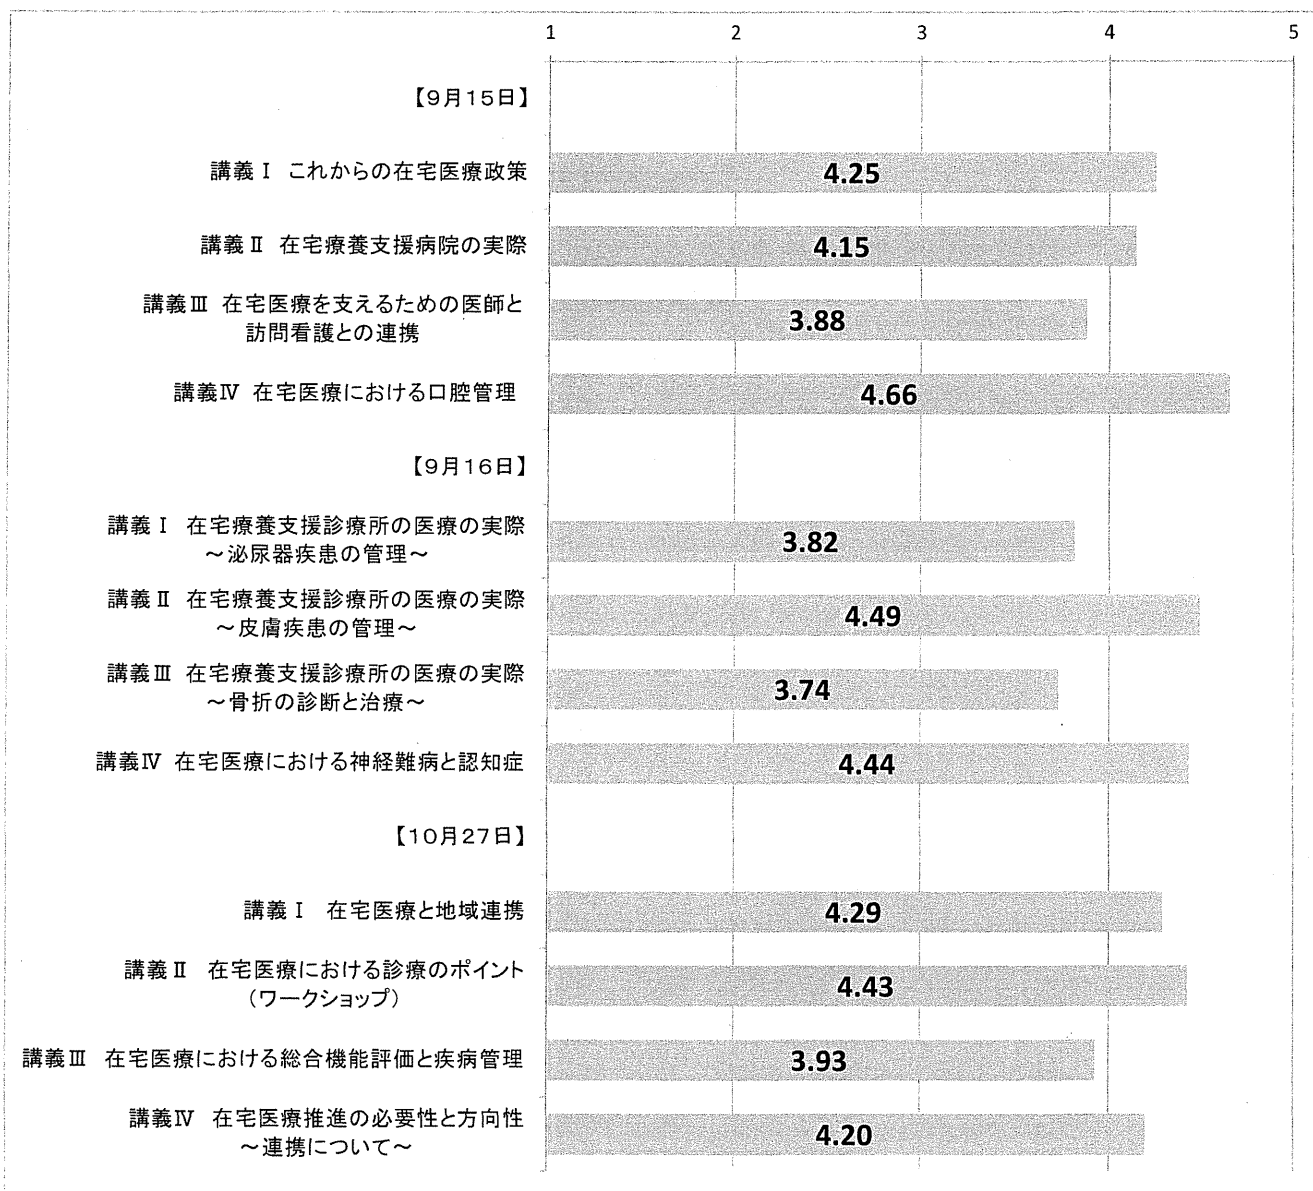 1 2 3 4 5
【9月15日】
講義Ⅰ これからの在宅医療政策
4.25
講義Ⅱ 在宅療養支援病院の実際
4.15
講義Ⅲ 在宅医療を支えるための医師と
訪問看護との連携
3.88
講義Ⅳ 在宅医療における口腔管理
4.66
【9月16日】
講義Ⅰ 在宅療養支援診療所の医療の実際
～泌尿器疾患の管理～
3.82
講義Ⅱ 在宅療養支援診療所の医療の実際
～皮膚疾患の管理～
4.49
講義Ⅲ 在宅療養支援診療所の医療の実際
～骨折の診断と治療～
3.74
講義Ⅳ 在宅医療における神経難病と認知症
4.44
【10月27日】
講義Ⅰ 在宅医療と地域連携
4.29
講義Ⅱ 在宅医療における診療のポイント
（ワークショップ）
4.43
講義Ⅲ 在宅医療における総合機能評価と疾病管理
3.93
講義Ⅳ 在宅医療推進の必要性と方向性
～連携について～
4.20